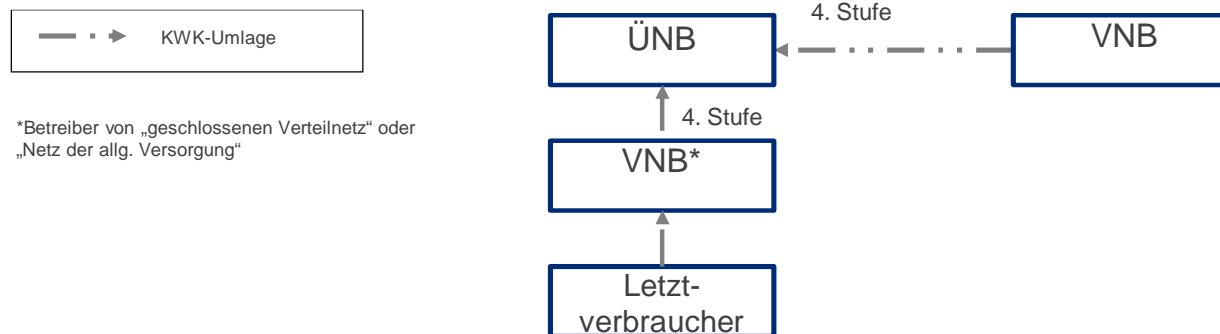 KWK-Umlage
*Betreiber von „geschlossenen Verteilnetz“ oder
„Netz der allg. Versorgung“
4. Stufe
ÜNB
VNB
4. Stufe
VNB*
Letzt-
verbraucher